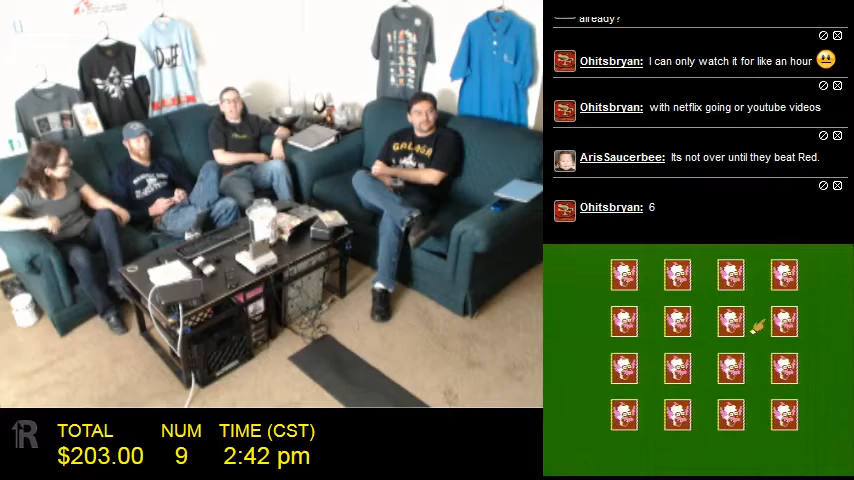 Duff
GALAGA
already?
Ohitsbryan: I can only watch it for like an hour
Ohitsbryan: with netflix going or youtube videos
ArisSaucerbee: Its not over until they beat Red.
Ohitsbryan: 6
R
TOTAL NUM TIME (CST)
$203.00 9 2:42 pm